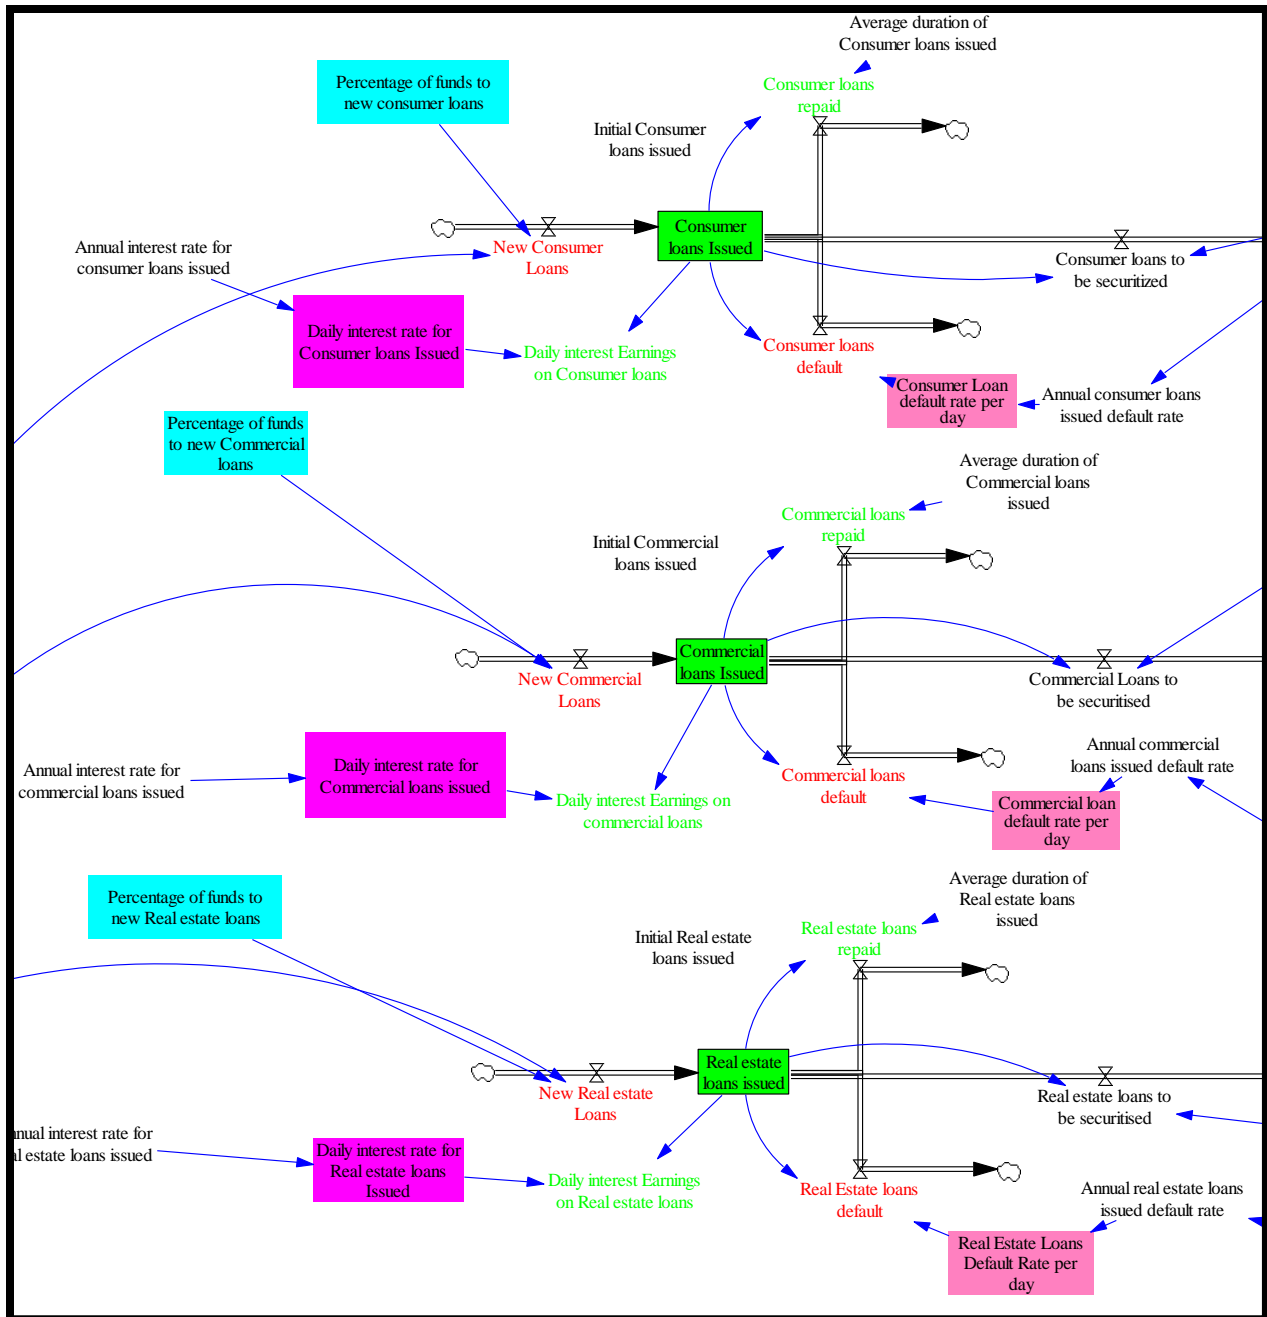 Average duration of
Consumer loans issued
Percentage of funds to
new consumer loans
Consumer loans
repaid
Initial Consumer
loans issued
Consumer
loans Issued
New Consumer
Loans
Annual interest rate for
consumer loans issued
Consumer loans to
be securitized
Daily interest rate for
Consumer loans Issued
Daily interest Earnings
on Consumer loans
Consumer loans
default
Consumer Loan
default rate per
day
Annual consumer loans
issued default rate
Percentage of funds
to new Commercial
loans
Average duration of
Commercial loans
issued
Commercial loans
repaid
Initial Commercial
loans issued
Commercial
loans Issued
New Commercial
Loans
Commercial Loans to
be securitised
Annual interest rate for
commercial loans issued
Daily interest rate for
Commercial loans issued
Daily interest Earnings on
commercial loans
Commercial loans
default
Annual commercial
loans issued default rate
Commercial loan
default rate per
day
Percentage of funds to
new Real estate loans
Average duration of
Real estate loans
issued
Real estate loans
repaid
Initial Real estate
loans issued
Real estate
loans issued
New Real estate
Loans
Real estate loans to
be securitised
nnual interest rate for
al estate loans issued
Daily interest rate for
Real estate loans
Issued
Daily interest Earnings
on Real estate loans
Real Estate loans
default
Annual real estate loans
issued default rate
Real Estate Loans
Default Rate per
day